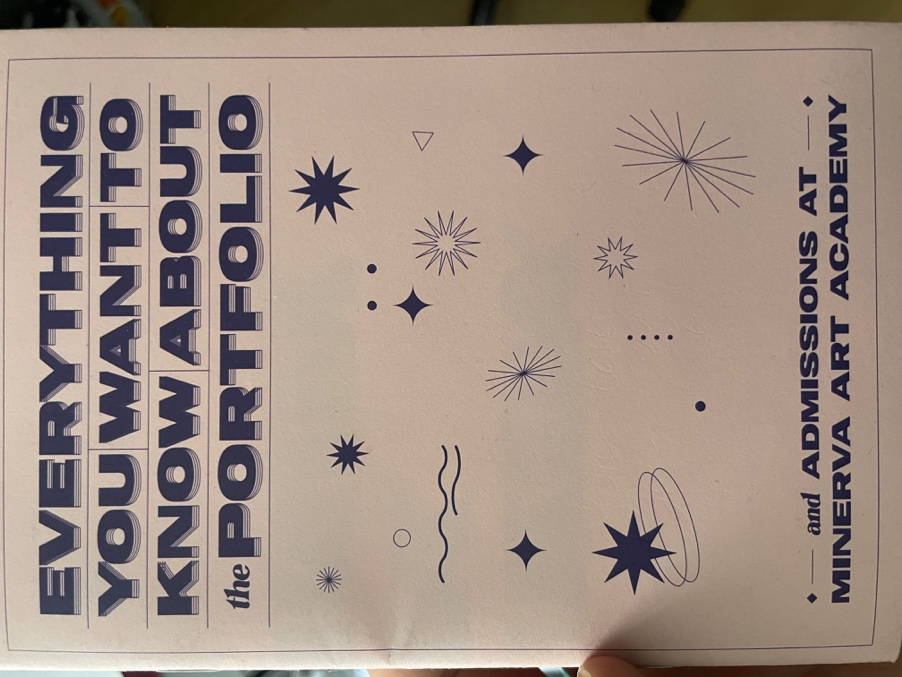 EVERYTHING
YOU WANT TO
KNOW ABOUT
the PORTFOLIO
and ADMISSIONS AT
MINERVA ART ACADEMY